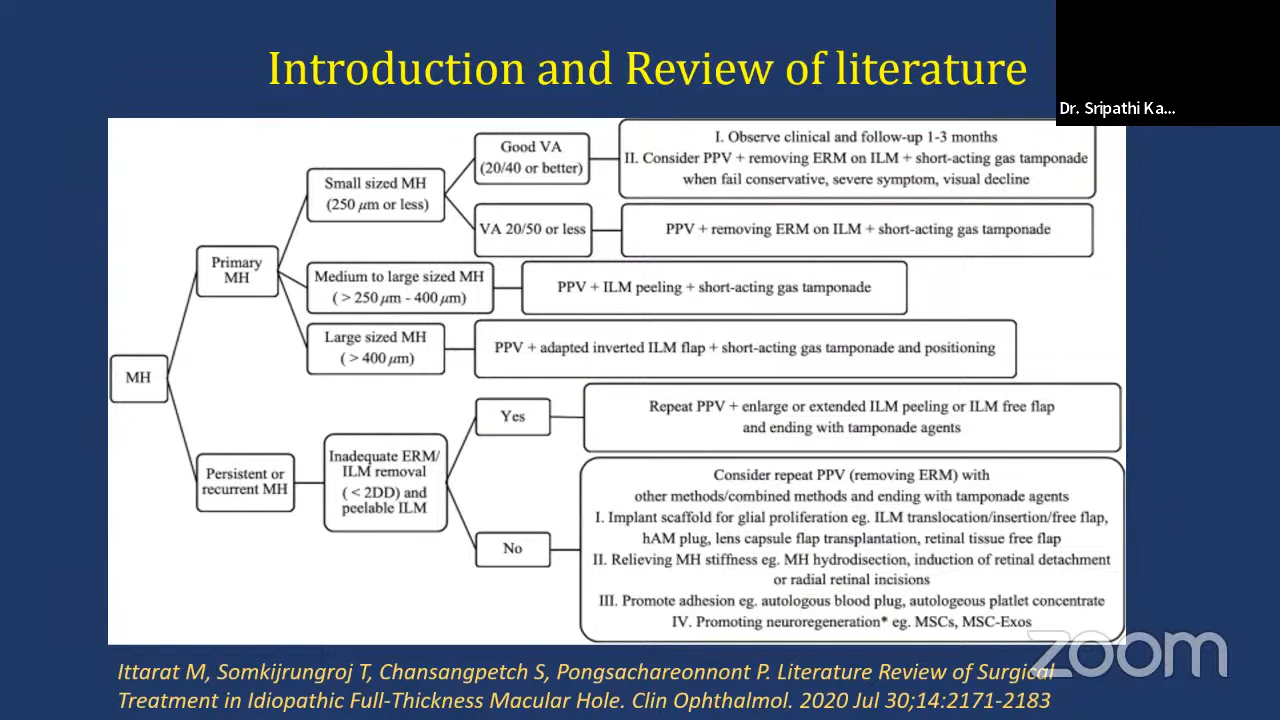 Introduction and Review of literature
Dr. Sripathi Ka...
MH
Primary
MH
Small sized MH
(250 μm or less)
Good VA
(20/40 or better)
I. Observe clinical and follow-up 1-3 months
II. Consider PPV + removing ERM on ILM + short-acting gas tamponade
when fail conservative, severe symptom, visual decline
VA 20/50 or less
PPV + removing ERM on ILM + short-acting gas tamponade
Medium to large sized MH
( > 250 μm - 400 μm)
PPV + ILM peeling + short-acting gas tamponade
Large sized MH
( > 400 μm)
PPV + adapted inverted ILM flap + short-acting gas tamponade and positioning
Persistent or
recurrent MH
Inadequate ERM/
ILM removal
( < 2DD) and
peelable ILM
Yes
Repeat PPV + enlarge or extended ILM peeling or ILM free flap
and ending with tamponade agents
No
Consider repeat PPV (removing ERM) with
other methods/combined methods and ending with tamponade agents
I. Implant scaffold for glial proliferation eg. ILM translocation/insertion/free flap,
hAM plug, lens capsule flap transplantation, retinal tissue free flap
II. Relieving MH stiffness eg. MH hydrodisection, induction of retinal detachment
or radial retinal incisions
III. Promote adhesion eg. autologous blood plug, autologeous platlet concentrate
IV. Promoting neuroregeneration* eg. MSCs, MSC-Exos
zoom
Ittarat M, Somkijrungroj T, Chansangpetch S, Pongsachareonnont P. Literature Review of Surgical
Treatment in Idiopathic Full-Thickness Macular Hole. Clin Ophthalmol. 2020 Jul 30;14:2171-2183